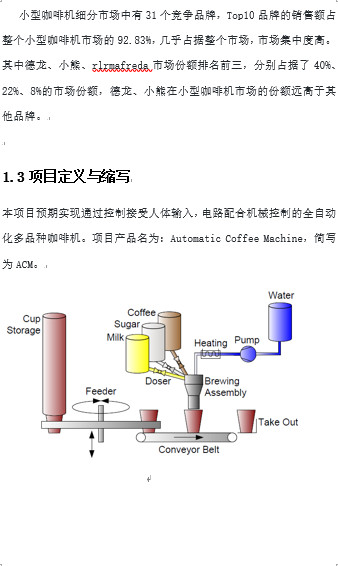 小型咖啡机细分市场中有 31 个竞争品牌，Top10 品牌的销售额占
整个小型咖啡机市场的 92.83%，几乎占据整个市场，市场集中度高。
其中德龙、小熊、rlrmafreda 市场份额排名前三，分别占据了 40%、
22%、8%的市场份额，德龙、小熊在小型咖啡机市场的份额远高于其
他品牌。
1.3 项目定义与缩写
本项目预期实现通过控制接受人体输入，电路配合机械控制的全自动
化多品种咖啡机。项目产品名为：Automatic Coffee Machine，简写
为 ACM。
Water
Cup
Storage
Coffee
Sugar
Milk
Heating
Pump
Doser
Brewing
Assembly
Feeder
Take Out
Conveyor Belt